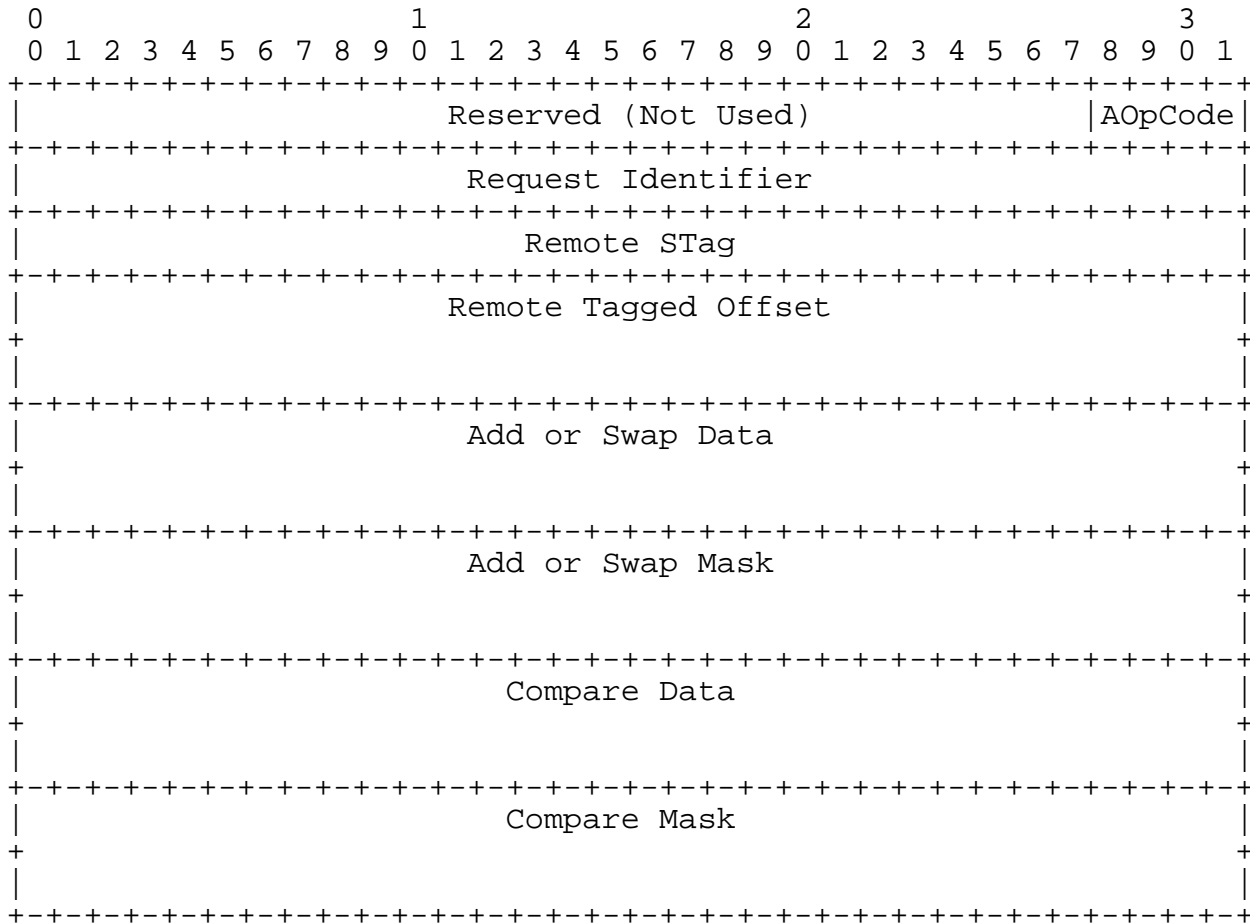 0                   1                   2                   3
 0 1 2 3 4 5 6 7 8 9 0 1 2 3 4 5 6 7 8 9 0 1 2 3 4 5 6 7 8 9 0 1
+-+-+-+-+-+-+-+-+-+-+-+-+-+-+-+-+-+-+-+-+-+-+-+-+-+-+-+-+-+-+-+-+
|                      Reserved (Not Used)              |AOpCode|
+-+-+-+-+-+-+-+-+-+-+-+-+-+-+-+-+-+-+-+-+-+-+-+-+-+-+-+-+-+-+-+-+
|                       Request Identifier                      |
+-+-+-+-+-+-+-+-+-+-+-+-+-+-+-+-+-+-+-+-+-+-+-+-+-+-+-+-+-+-+-+-+
|                          Remote STag                          |
+-+-+-+-+-+-+-+-+-+-+-+-+-+-+-+-+-+-+-+-+-+-+-+-+-+-+-+-+-+-+-+-+
|                      Remote Tagged Offset                     |
+                                                               +
|                                                               |
+-+-+-+-+-+-+-+-+-+-+-+-+-+-+-+-+-+-+-+-+-+-+-+-+-+-+-+-+-+-+-+-+
|                       Add or Swap Data                        |
+                                                               +
|                                                               |
+-+-+-+-+-+-+-+-+-+-+-+-+-+-+-+-+-+-+-+-+-+-+-+-+-+-+-+-+-+-+-+-+
|                       Add or Swap Mask                        |
+                                                               +
|                                                               |
+-+-+-+-+-+-+-+-+-+-+-+-+-+-+-+-+-+-+-+-+-+-+-+-+-+-+-+-+-+-+-+-+
|                         Compare Data                          |
+                                                               +
|                                                               |
+-+-+-+-+-+-+-+-+-+-+-+-+-+-+-+-+-+-+-+-+-+-+-+-+-+-+-+-+-+-+-+-+
|                         Compare Mask                          |
+                                                               +
|                                                               |
+-+-+-+-+-+-+-+-+-+-+-+-+-+-+-+-+-+-+-+-+-+-+-+-+-+-+-+-+-+-+-+-+